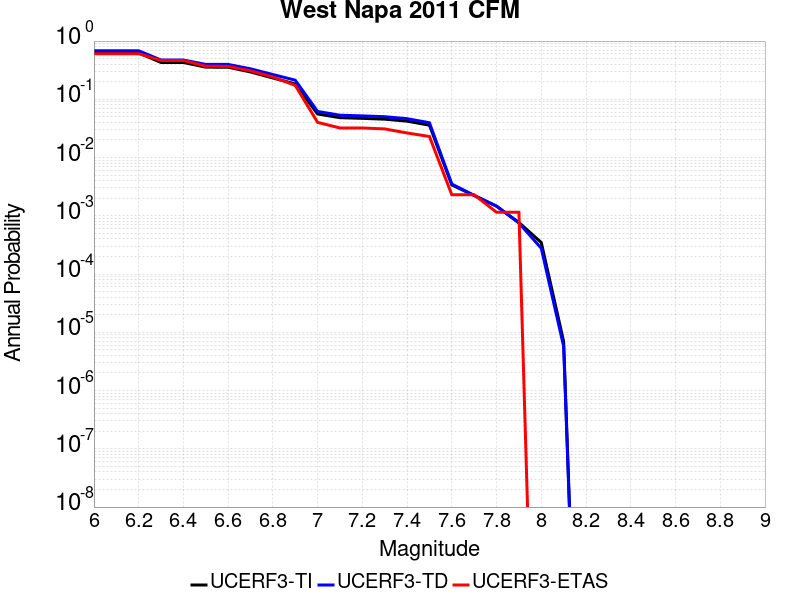 West Napa 2011 CFM
10^0
10^-1
10^-2
10^-3
10^-4
10^-5
10^-6
10^-7
10^-8
Annual Probability
6 6.2 6.4 6.6 6.8 7 7.2 7.4 7.6 7.8 8 8.2 8.4 8.6 8.8 9
Magnitude
UCERF3-TI UCERF3-TD UCERF3-ETAS